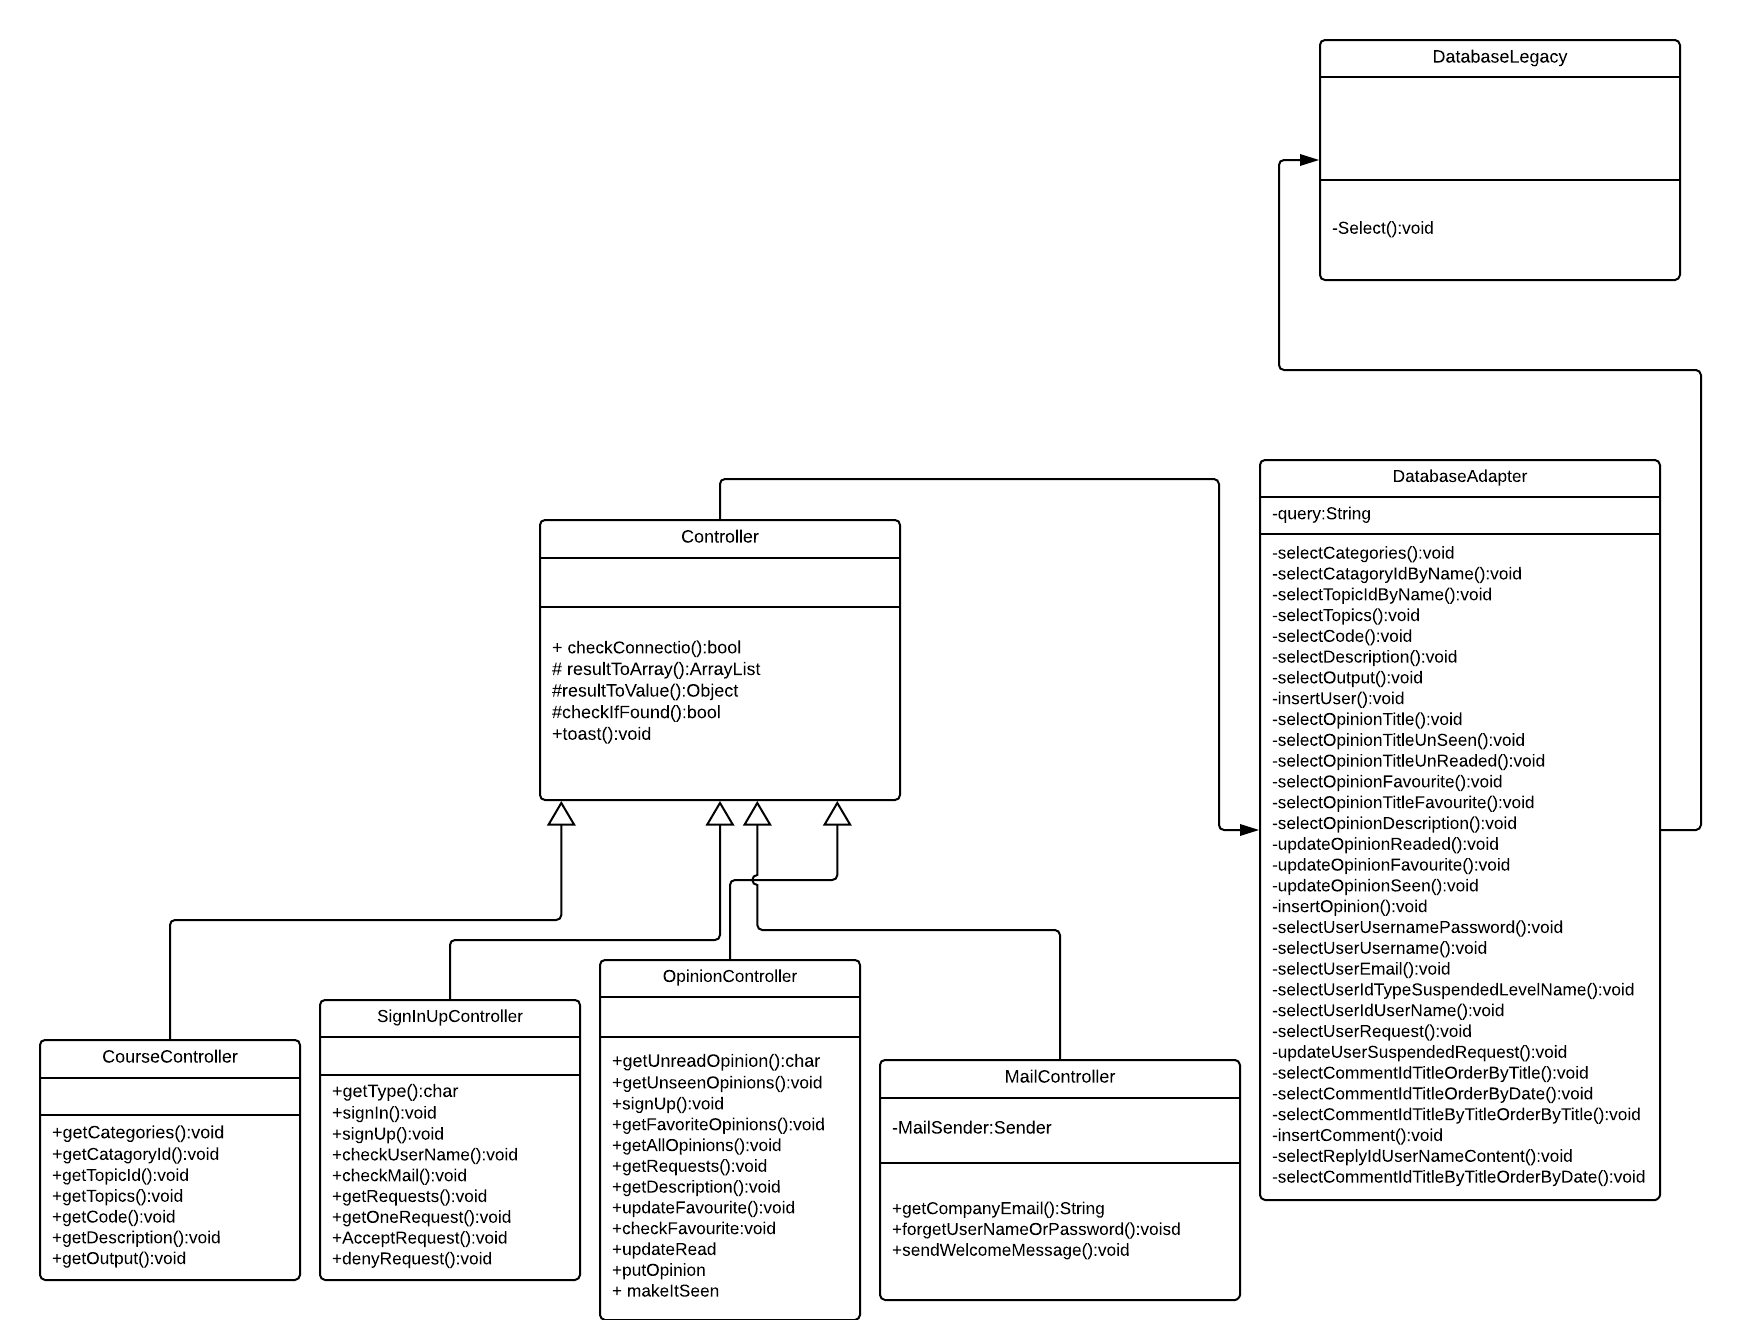 DatabaseLegacy
-Select():void
DatabaseAdapter
-query:String
-selectCategories():void
-selectCatagoryIdByName():void
-selectTopicIdByName():void
-selectTopics():void
-selectCode():void
-selectDescription():void
-selectOutput():void
-insertUser():void
-selectOpinionTitle():void
-selectOpinionTitleUnSeen():void
-selectOpinionTitleUnReaded():void
-selectOpinionFavourite():void
-selectOpinionTitleFavourite():void
-selectOpinionDescription():void
-updateOpinionReaded():void
-updateOpinionFavourite():void
-updateOpinionSeen():void
-insertOpinion():void
-selectUserUsernamePassword():void
-selectUserUsername():void
-selectUserEmail():void
-selectUserIdTypeSuspendedLevelName():void
-selectUserIdUserName():void
-selectUserRequest():void
-updateUserSuspendedRequest():void
-selectCommentIdTitleOrderByTitle():void
-selectCommentIdTitleOrderByDate():void
-selectCommentIdTitleByTitleOrderByTitle():void
-insertComment():void
-selectReplyIdUserNameContent():void
-selectCommentIdTitleByTitleOrderByDate():void
Controller
+ checkConnectio():bool
# resultToArray():ArrayList
#resultToValue():Object
#checkIfFound():bool
+toast():void
CourseController
+getCategories():void
+getCatagoryId():void
+getTopicId():void
+getTopics():void
+getCode():void
+getDescription():void
+getOutput():void
SignInUpController
+getType():char
+signIn():void
+signUp():void
+checkUserName():void
+checkMail():void
+getRequests():void
+getOneRequest():void
+AcceptRequest():void
+denyRequest():void
OpinionController
+getUnreadOpinion():char
+getUnseenOpinions():void
+signUp():void
+getFavoriteOpinions():void
+getAllOpinions():void
+getRequests():void
+getDescription():void
+updateFavourite():void
+checkFavourite:void
+updateRead
+putOpinion
+ makeItSeen
MailController
-MailSender:Sender
+getCompanyEmail():String
+forgetUserNameOrPassword():voisd
+sendWelcomeMessage():void